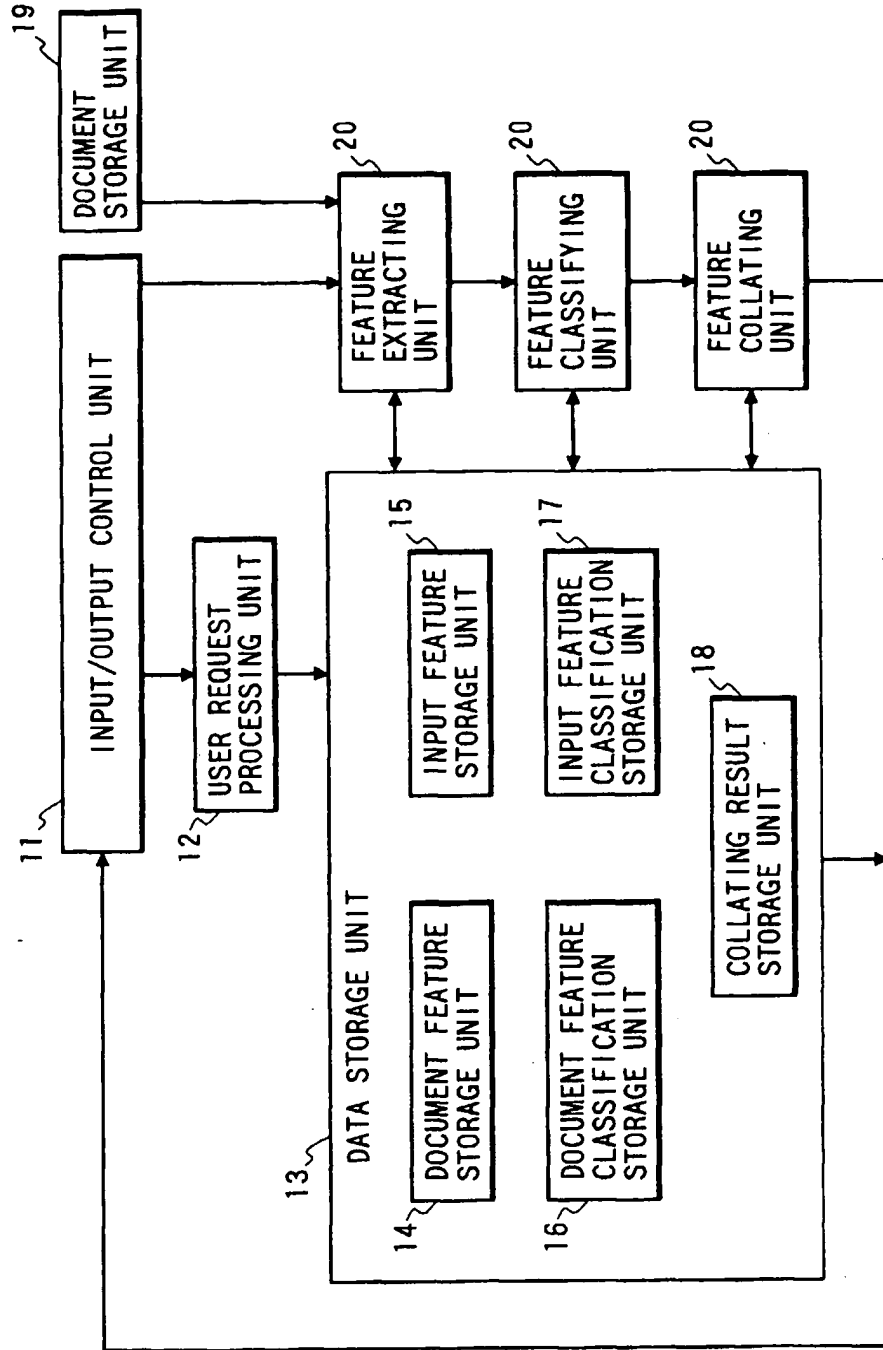 11
INPUT/OUTPUT CONTROL UNIT
19
DOCUMENT
STORAGE UNIT
12
USER REQUEST
PROCESSING UNIT
13
DATA STORAGE UNIT
14
DOCUMENT FEATURE
STORAGE UNIT
15
INPUT FEATURE
STORAGE UNIT
16
DOCUMENT FEATURE
CLASSIFICATION
STORAGE UNIT
17
INPUT FEATURE
CLASSIFICATION
STORAGE UNIT
18
COLLATING RESULT
STORAGE UNIT
20
FEATURE
EXTRACTING
UNIT
20
FEATURE
CLASSIFYING
UNIT
20
FEATURE
COLLATING
UNIT